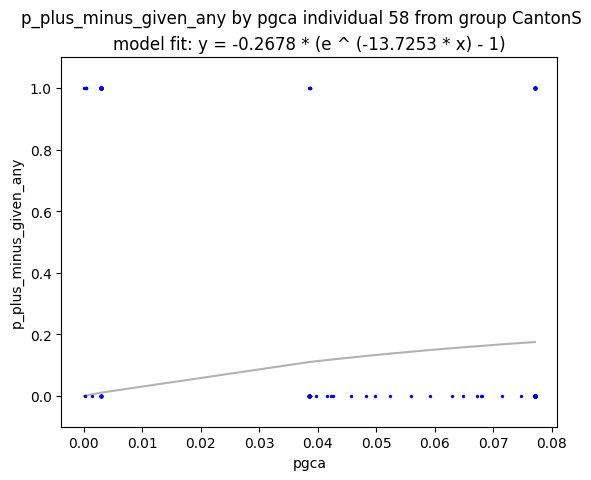 p_plus_minus_given_any by pgca individual 58 from group CantonS
model fit: y = -0.2678 * (e ^ (-13.7253 * x) - 1)
1.0
0.8
0.6
0.4
0.2
0.0
p_plus_minus_given_any
0.00 0.01 0.02 0.03 0.04 0.05 0.06 0.07 0.08
pgca